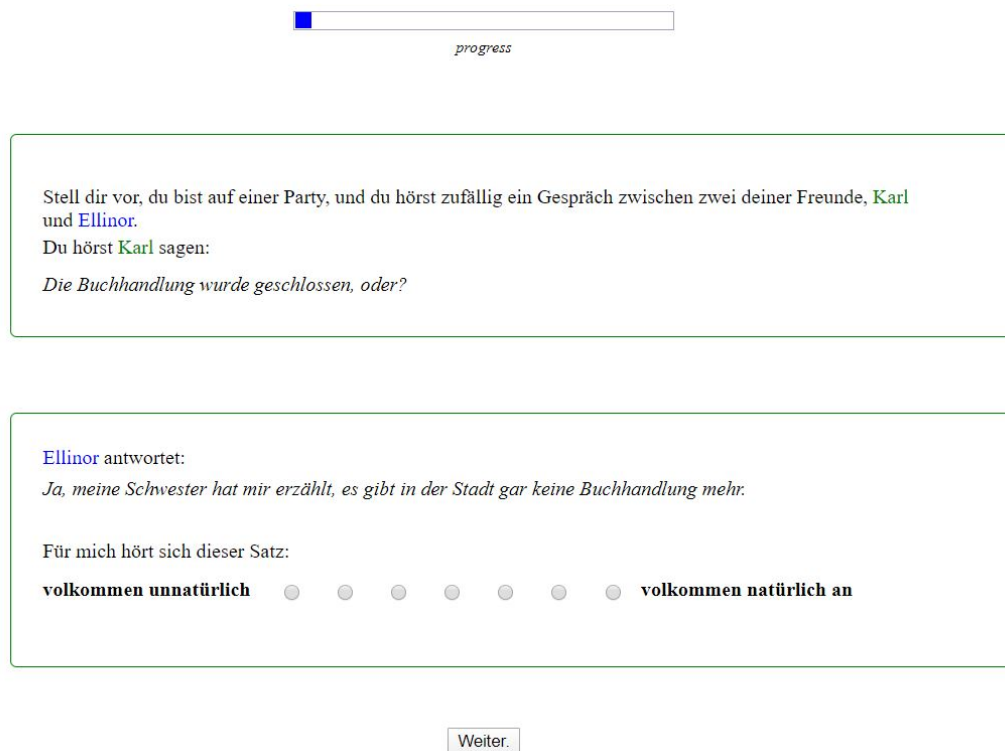 progress
Stell dir vor, du bist auf einer Party, und du hörst zufällig ein Gespräch zwischen zwei deiner Freunde, Karl
und Ellinor.
Du hörst Karl sagen:
Die Buchhandlung wurde geschlossen, oder?
Ellinor antwortet:
Ja, meine Schwester hat mir erzählt, es gibt in der Stadt gar keine Buchhandlung mehr.
Für mich hört sich dieser Satz:
volkommen unnatürlich volkommen natürlich an
Weiter.